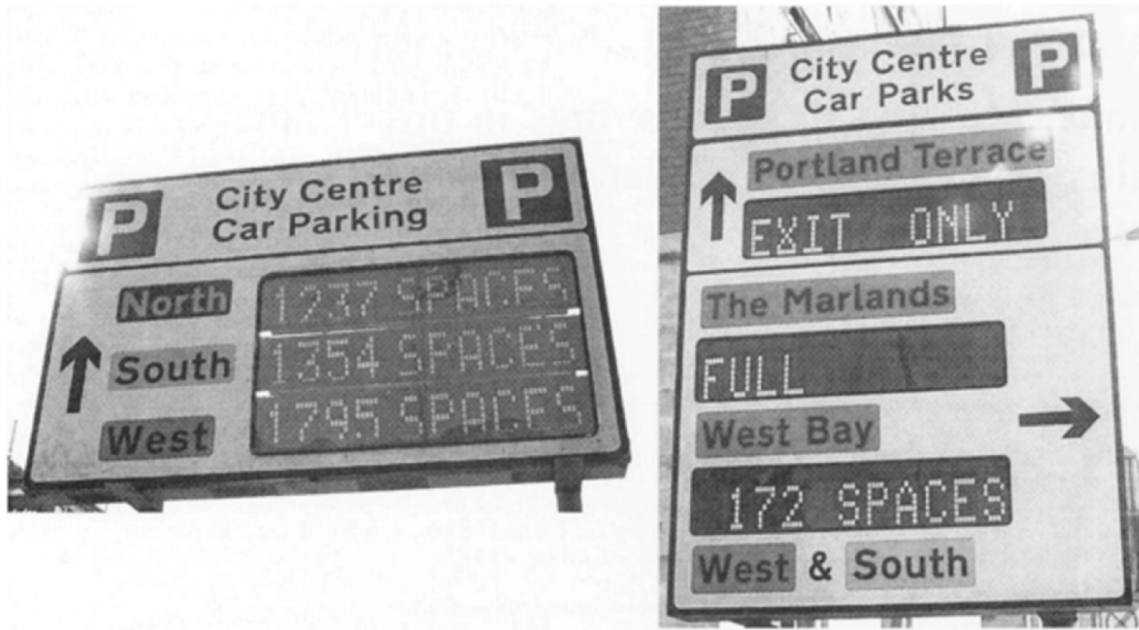 P City Centre P
Car Parking
North 1237 SPACES
South 1354 SPACES
West 1795 SPACES
P City Centre P
Car Parks
Portland Terrace
EXIT ONLY
The Marlands
FULL
West Bay
172 SPACES
West & South